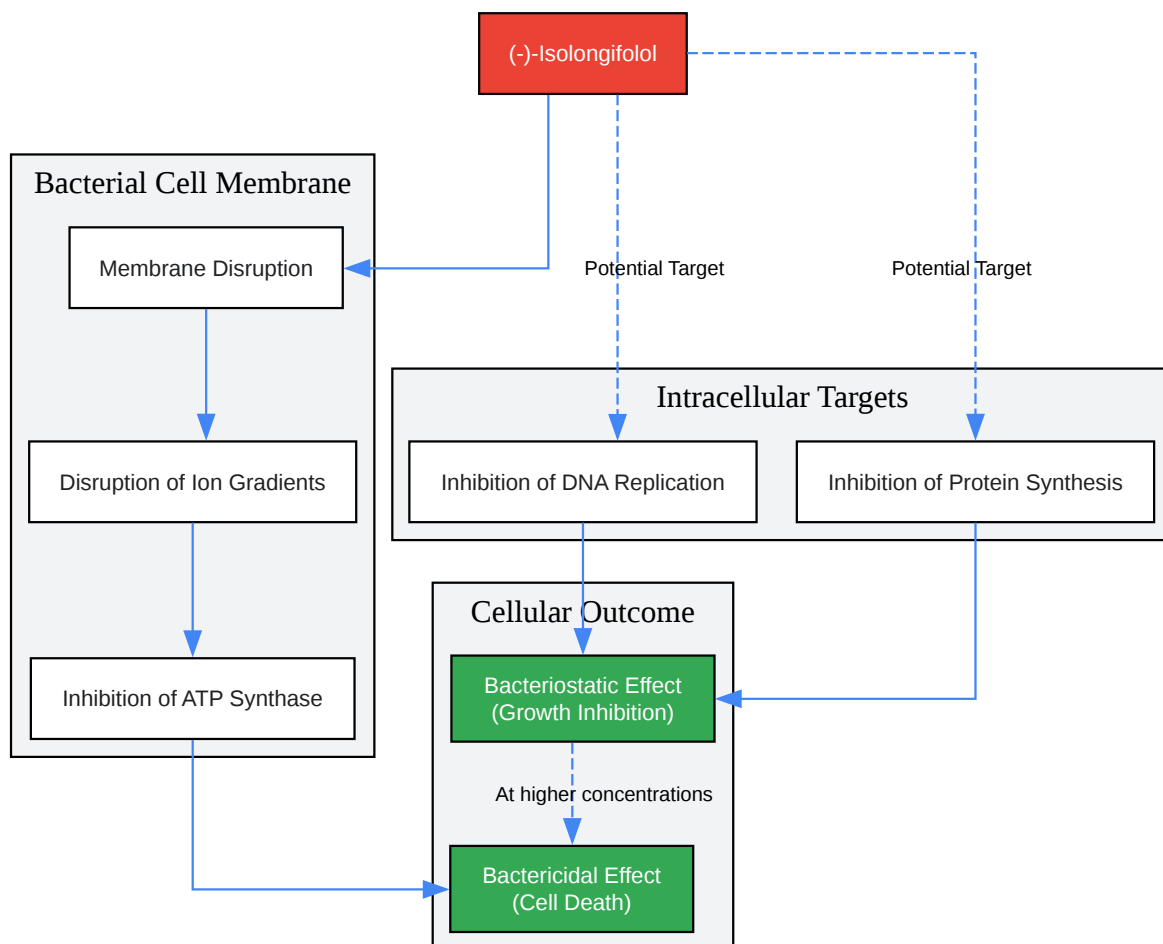 (-)-Isolongifolol
Bacterial Cell Membrane
Membrane Disruption
Potential Target
Potential Target
Intracellular Targets
Disruption of Ion Gradients
Inhibition of DNA Replication
Inhibition of Protein Synthesis
Cellular Outcome
Inhibition of ATP Synthase
Bacteriostatic Effect
(Growth Inhibition)
At higher concentrations
Bactericidal Effect
(Cell Death)